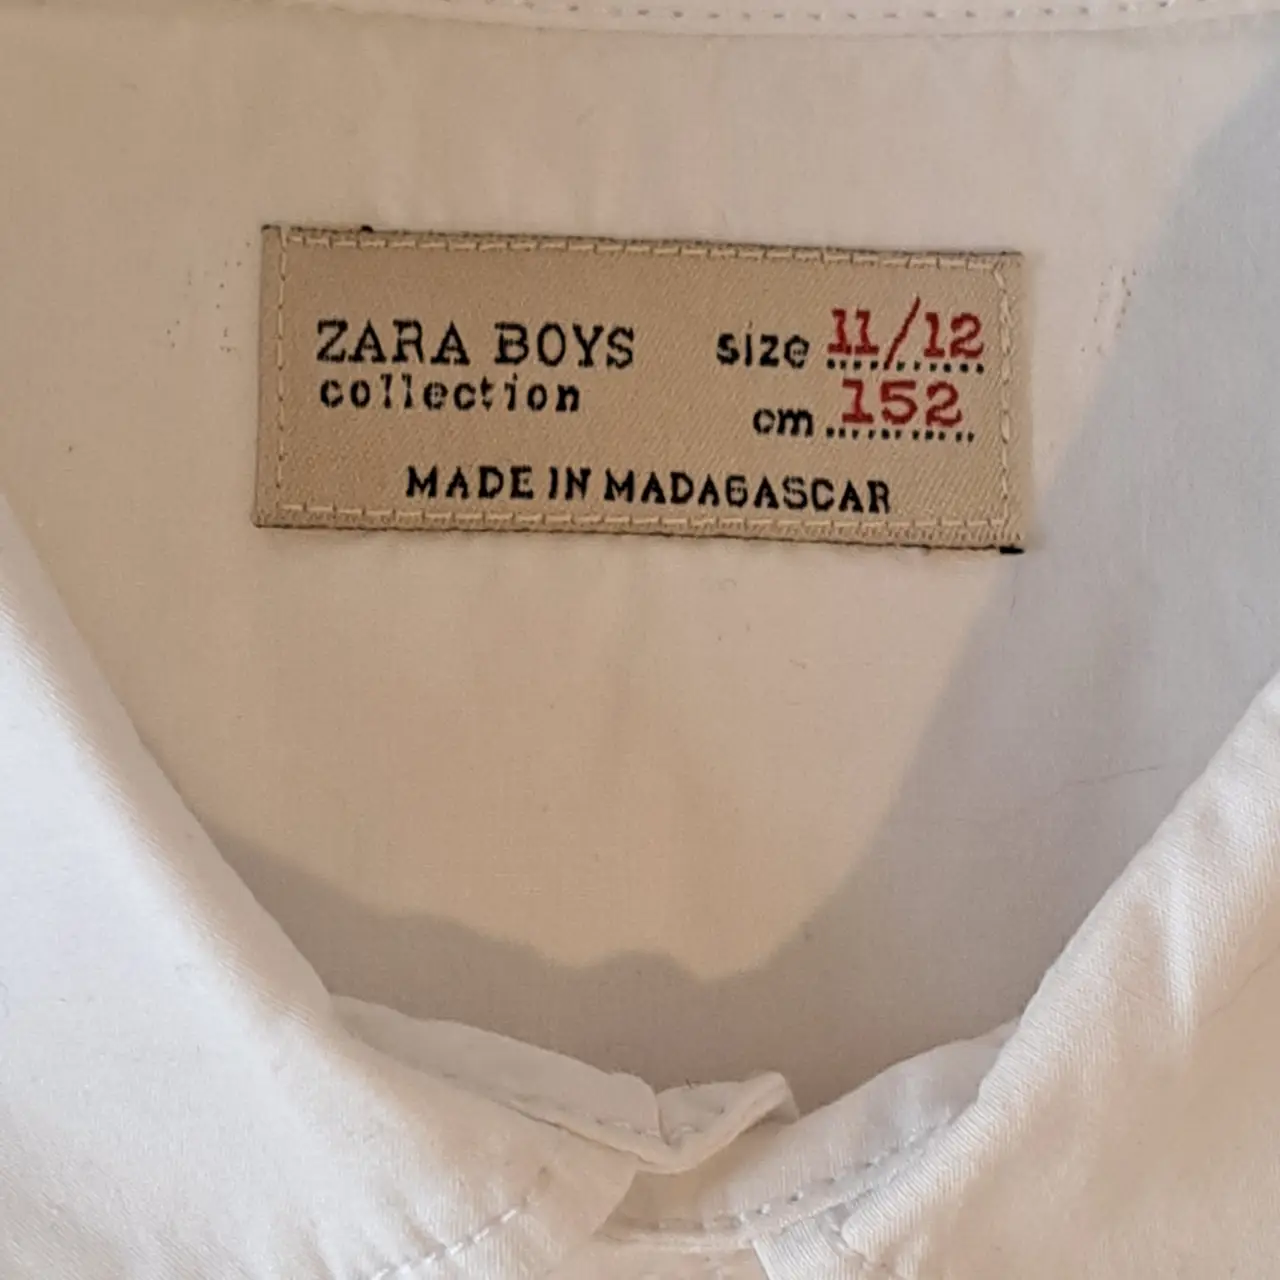 ZARA BOYS size 11/12
collection cm 152
MADE IN MADAGASCAR